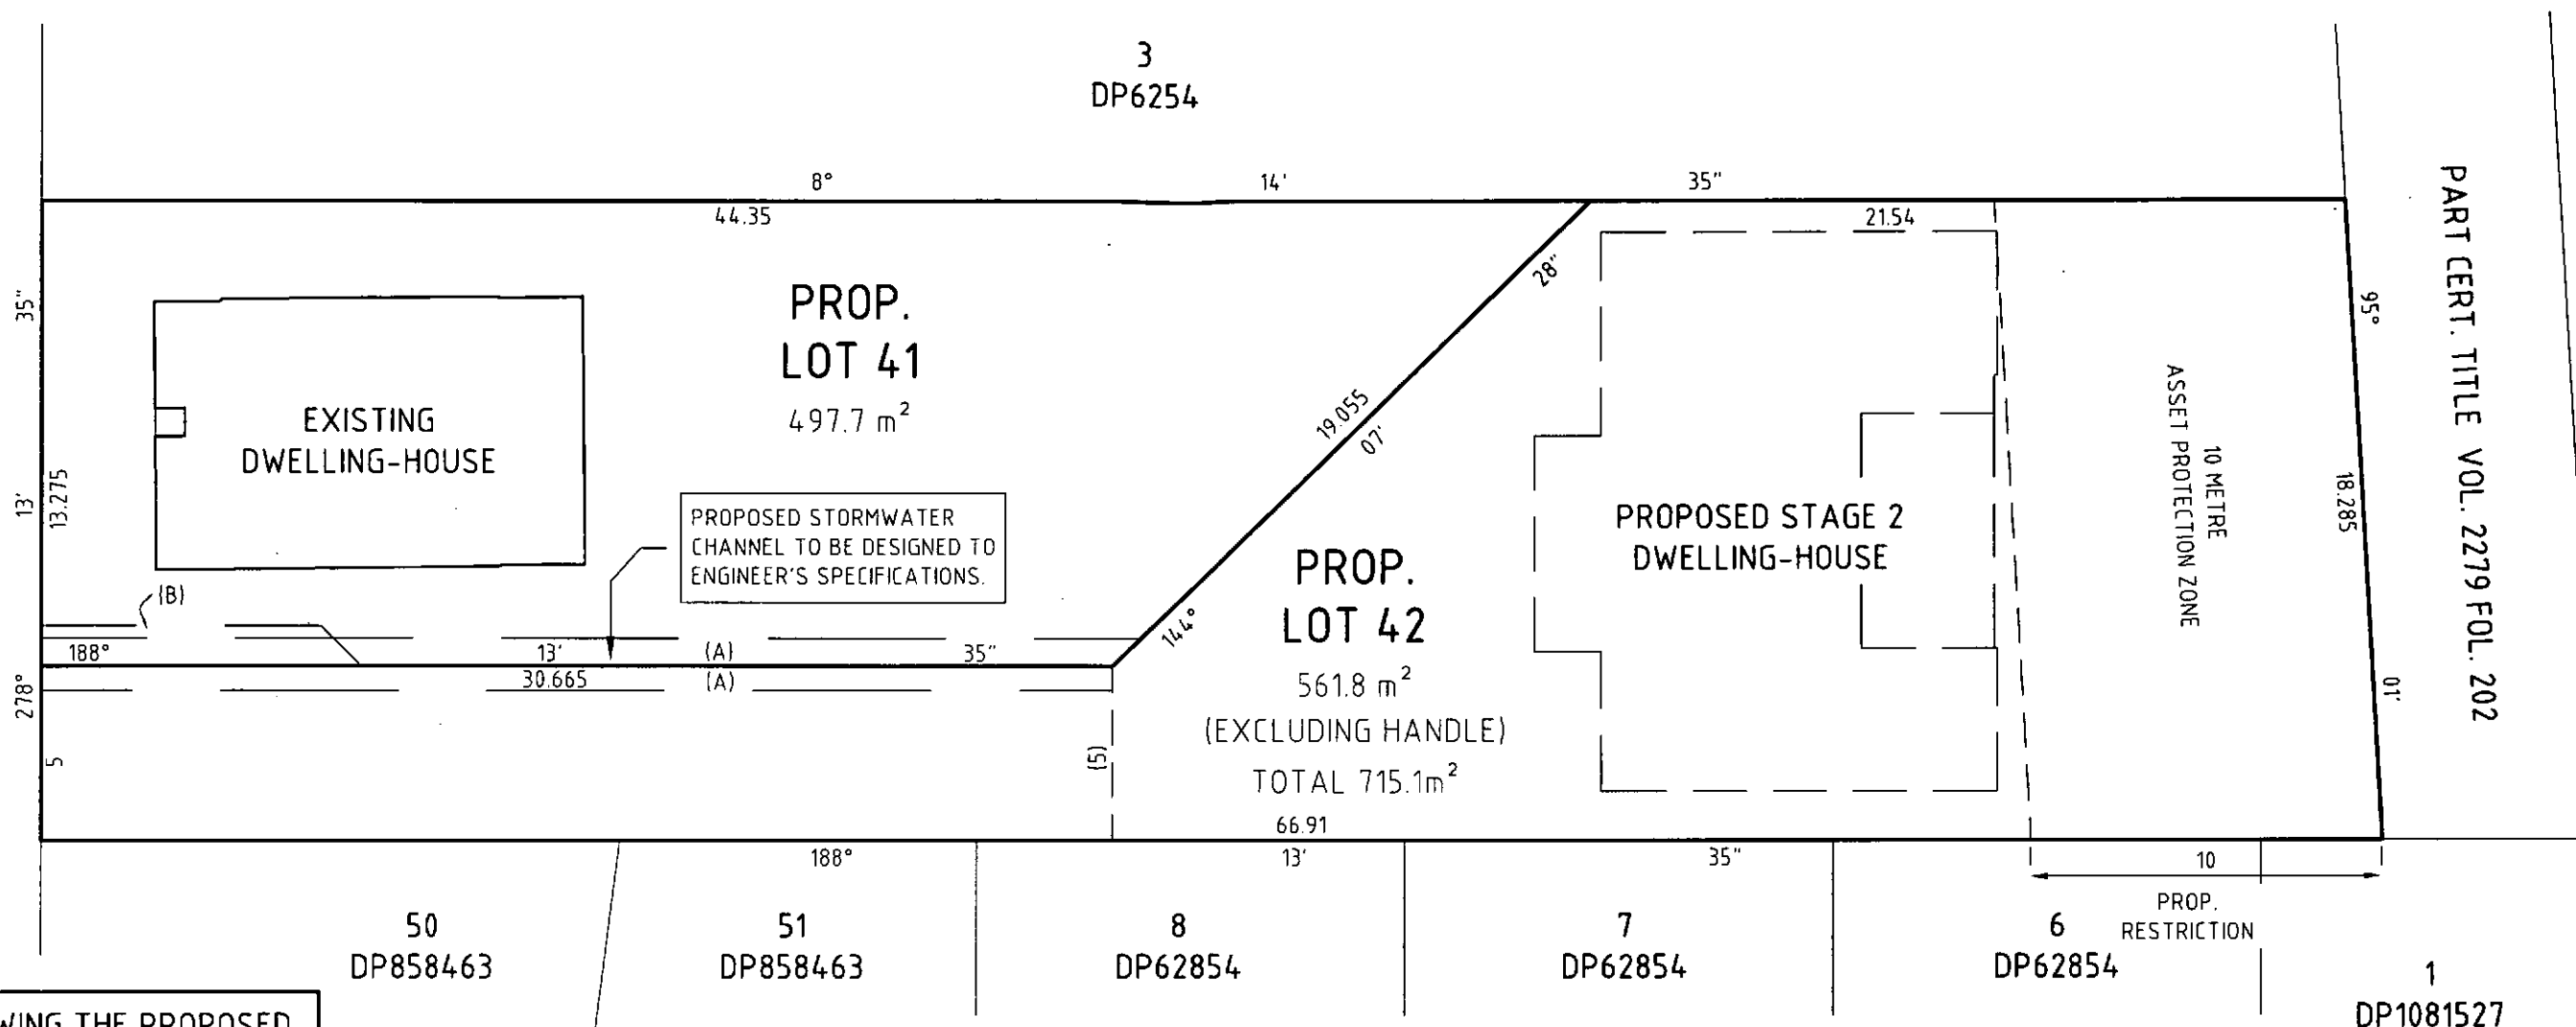 3
DP6254
8° 14' 35"
44.35
21.54
PROP.
LOT 41
497.7 m²
EXISTING
DWELLING-HOUSE
278° 13' 35"
13.275
5
PROPOSED STORMWATER
CHANNEL TO BE DESIGNED TO
ENGINEER'S SPECIFICATIONS.
(B)
188° 13' (A) 35"
30.665 (A)
(5)
144° 07' 28"
19.055
PROP.
LOT 42
561.8 m²
(EXCLUDING HANDLE)
TOTAL 715.1m²
PROPOSED STAGE 2
DWELLING-HOUSE
10 METRE
ASSET PROTECTION ZONE
95° 01'
18.285
PART CERT. TITLE VOL. 2279 FOL. 202
66.91
188° 13' 35"
10
PROP.
RESTRICTION
50
DP858463
51
DP858463
8
DP62854
7
DP62854
6
DP62854
1
DP1081527
WING THE PROPOSED